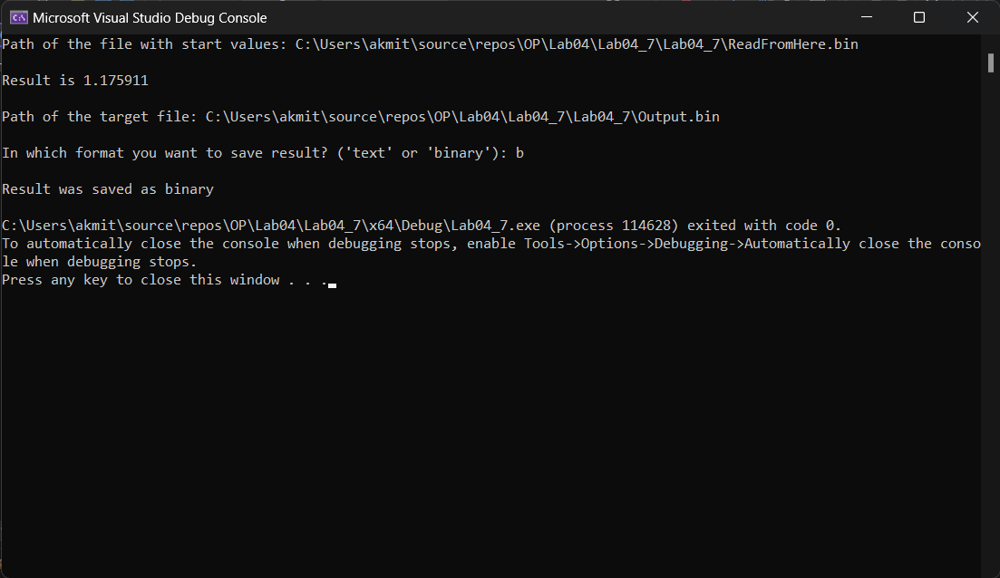 Microsoft Visual Studio Debug Console
Path of the file with start values: C:\Users\akmit\source\repos\OP\Lab04\Lab04_7\Lab04_7\ReadFromHere.bin
Result is 1.175911
Path of the target file: C:\Users\akmit\source\repos\OP\Lab04\Lab04_7\Lab04_7\Output.bin
In which format you want to save result? ('text' or 'binary'): b
Result was saved as binary
C:\Users\akmit\source\repos\OP\Lab04\Lab04_7\x64\Debug\Lab04_7.exe (process 114628) exited with code 0.
To automatically close the console when debugging stops, enable Tools->Options->Debugging->Automatically close the conso
le when debugging stops.
Press any key to close this window . . .